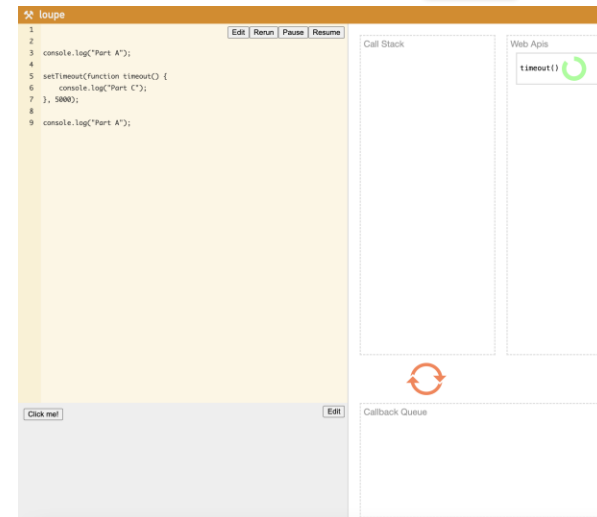 loupe
Edit Rerun Pause Resume
1
2
3 console.log("Part A");
4
5 setTimeout(function timeout() {
6 console.log("Part C");
7 }, 5000);
8
9 console.log("Part A");
Click me!
Edit
Call Stack
Web Apis
timeout()
Callback Queue